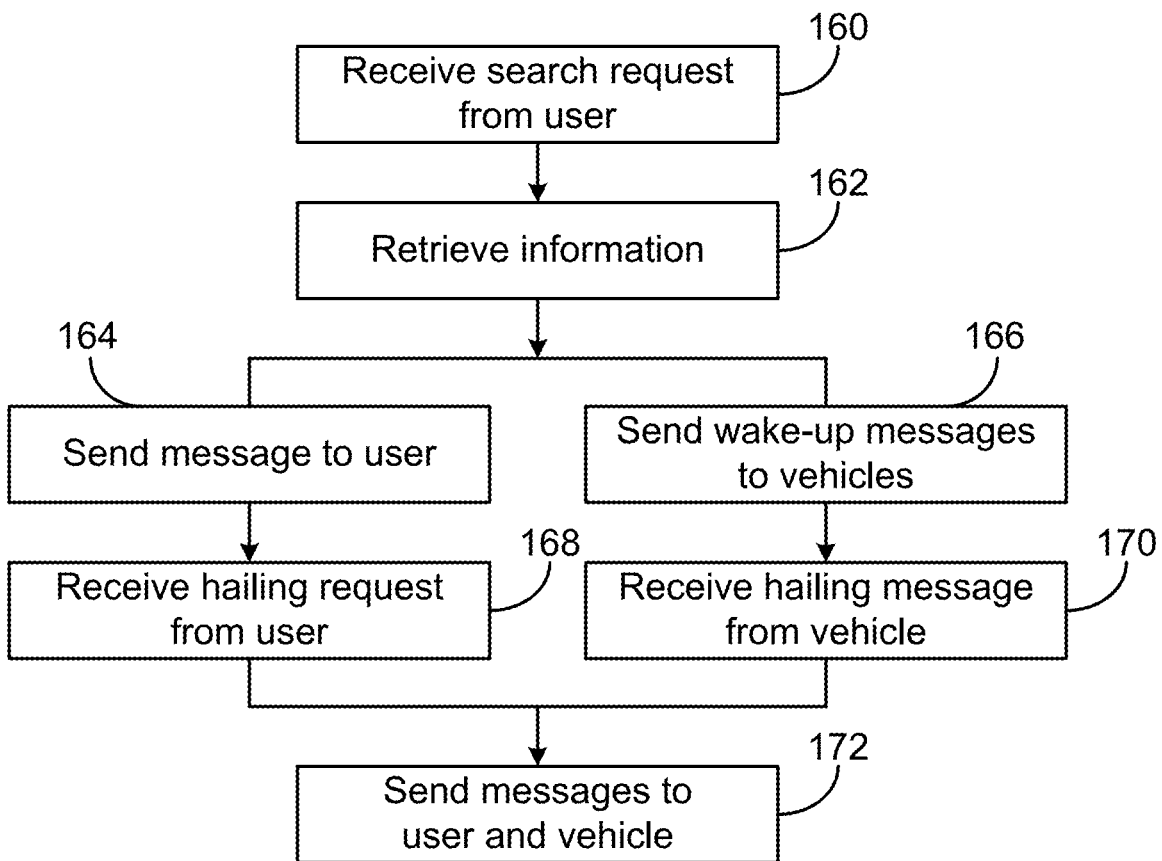 160
Receive search request
from user
162
Retrieve information
164
166
Send message to user
Send wake-up messages
to vehicles
168
170
Receive hailing request
from user
Receive hailing message
from vehicle
172
Send messages to
user and vehicle